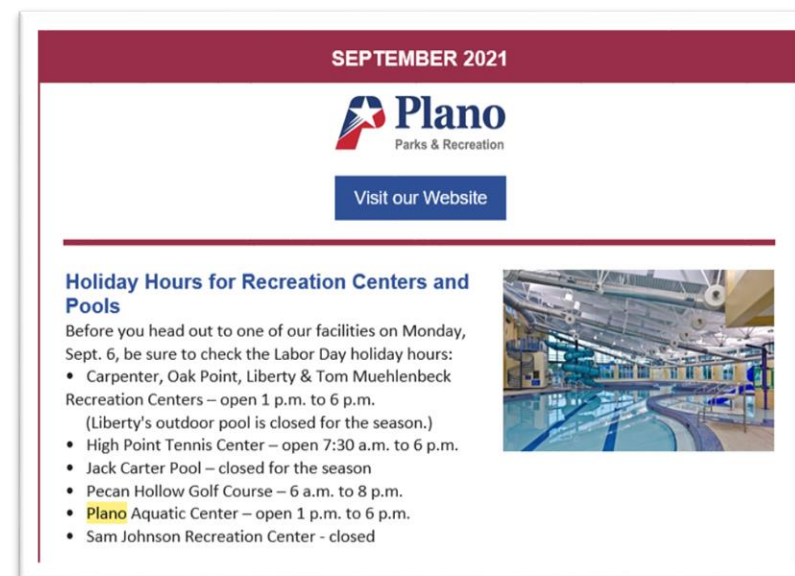 SEPTEMBER 2021
Plano
Parks & Recreation
Visit our Website
Holiday Hours for Recreation Centers and
Pools
Before you head out to one of our facilities on Monday,
Sept. 6, be sure to check the Labor Day holiday hours:
• Carpenter, Oak Point, Liberty & Tom Muehlenbeck
Recreation Centers – open 1 p.m. to 6 p.m.
(Liberty's outdoor pool is closed for the season.)
• High Point Tennis Center – open 7:30 a.m. to 6 p.m.
• Jack Carter Pool – closed for the season
• Pecan Hollow Golf Course – 6 a.m. to 8 p.m.
• Plano Aquatic Center – open 1 p.m. to 6 p.m.
• Sam Johnson Recreation Center - closed